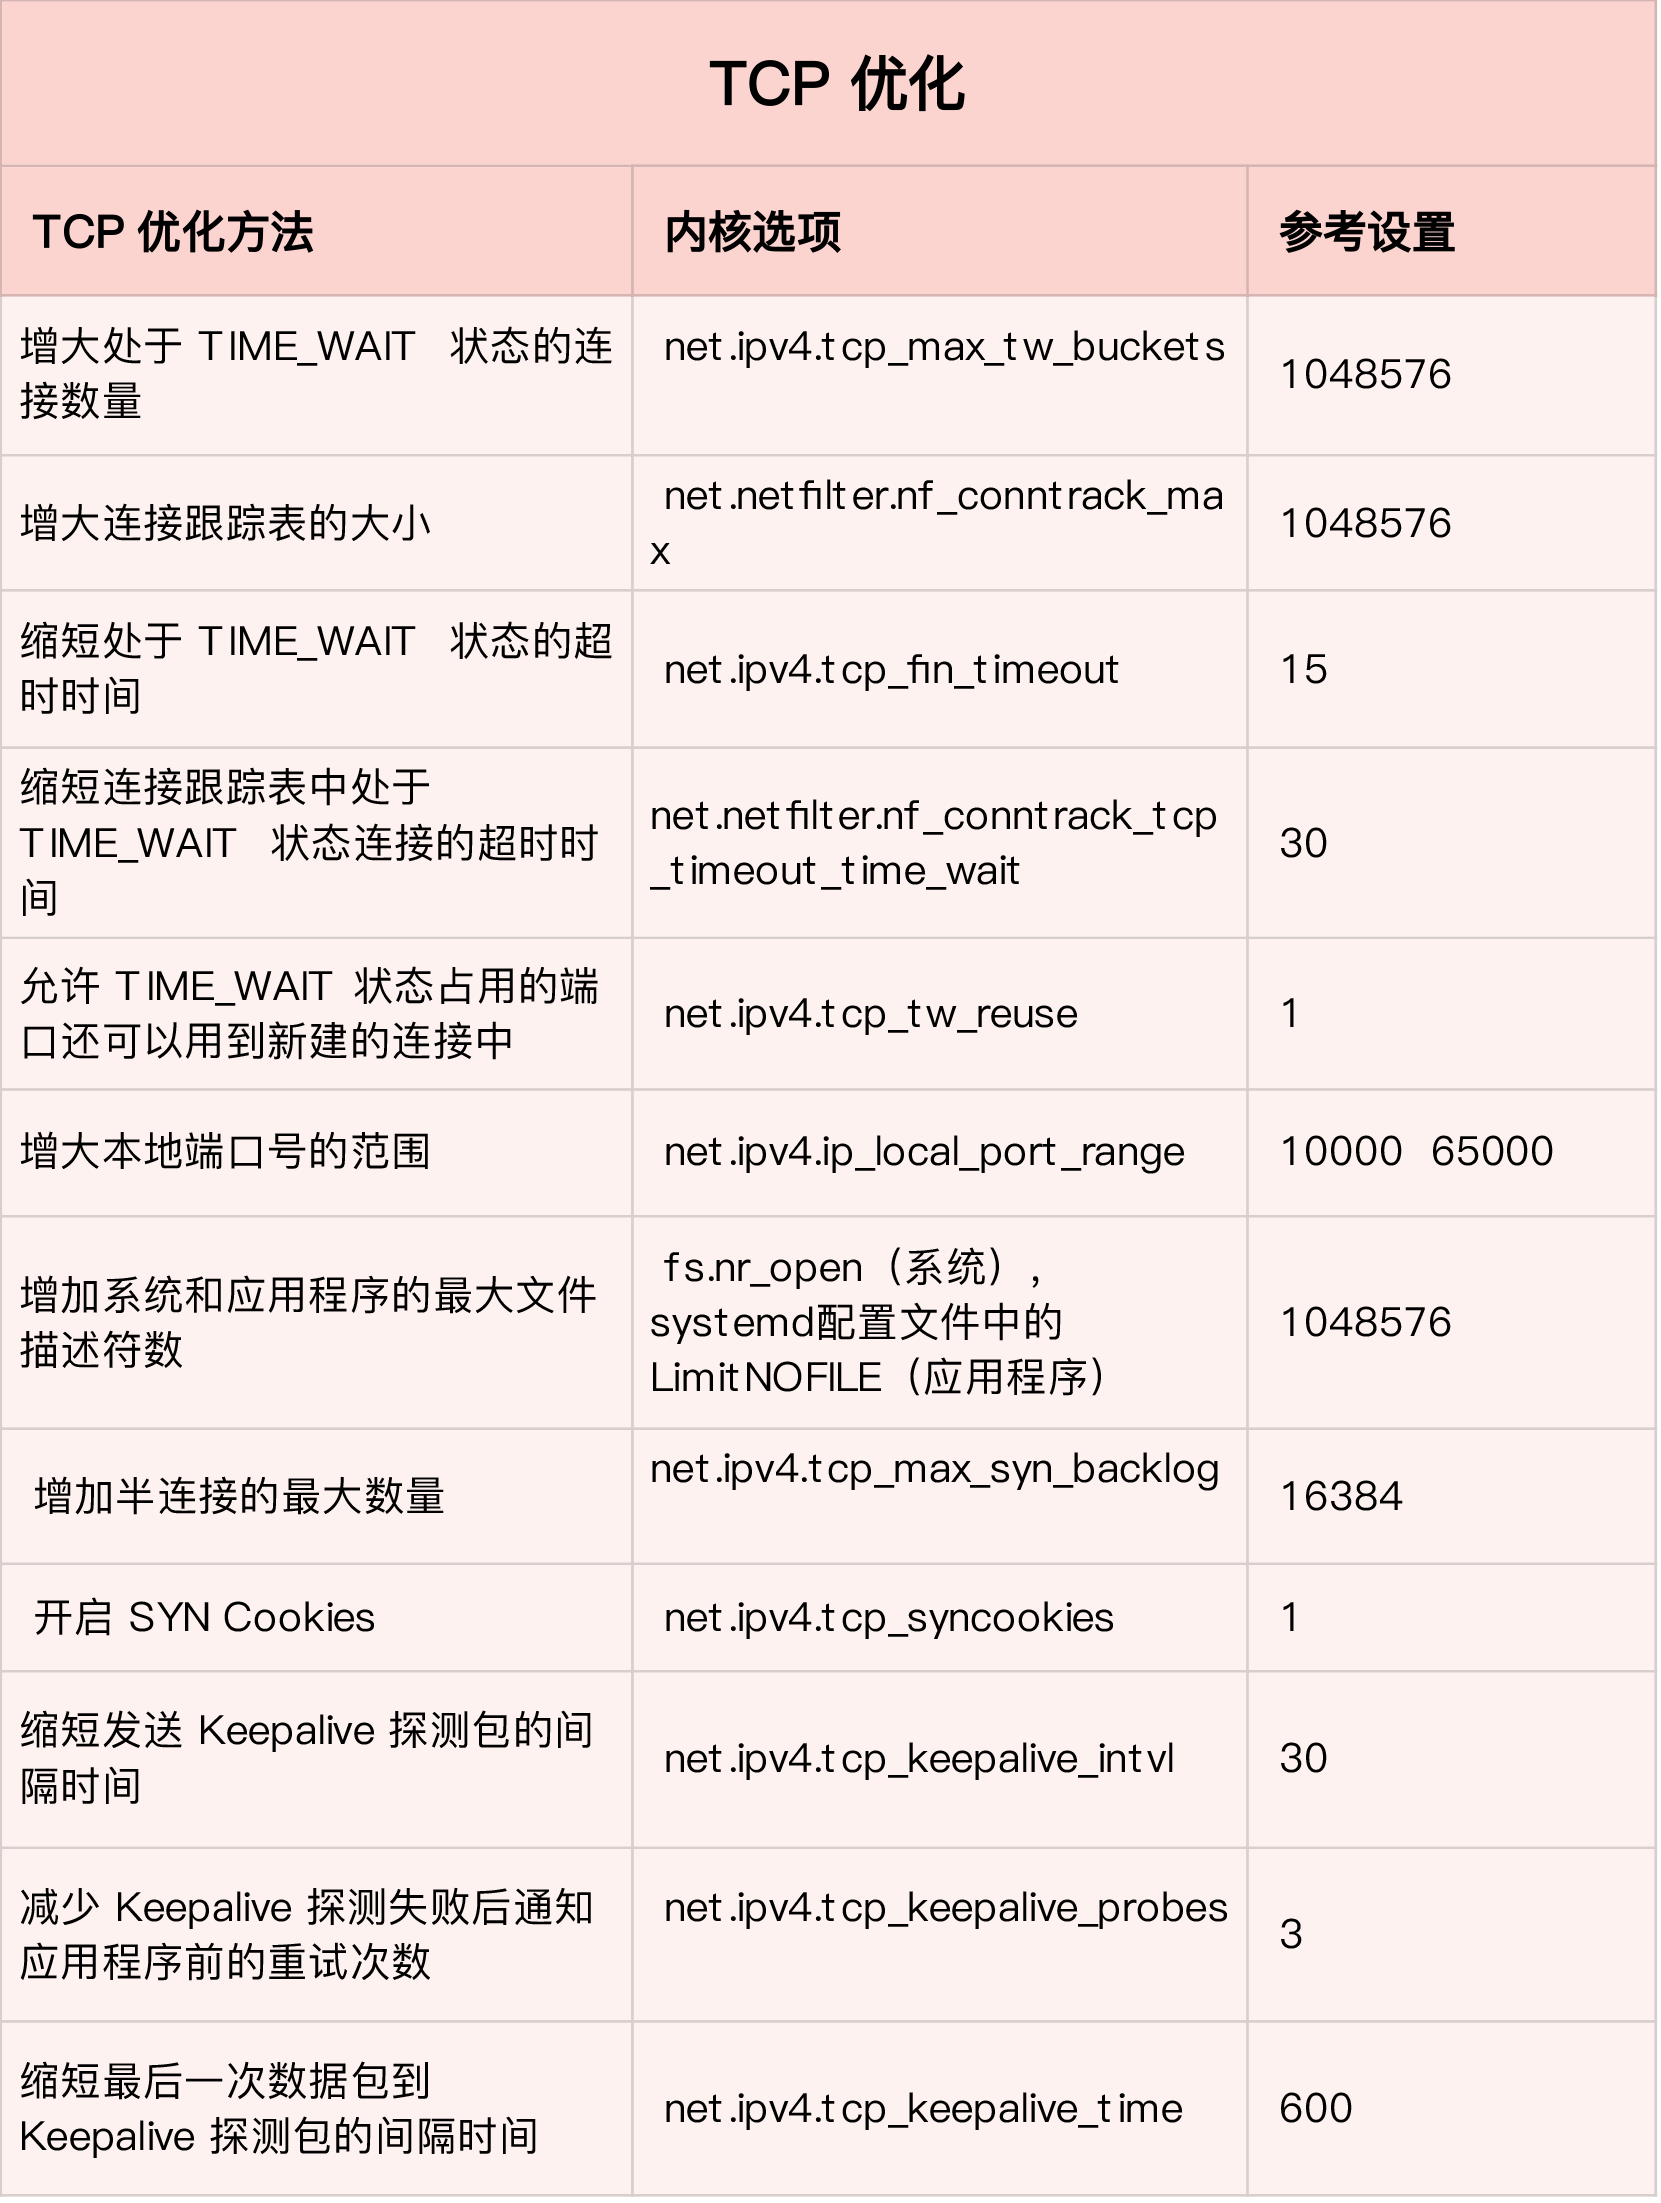 TCP 优化
TCP 优化方法 内核选项 参考设置
增大处于 TIME_WAIT 状态的连
接数量
net.ipv4.tcp_max_tw_buckets
1048576
增大连接跟踪表的大小
net.netfilter.nf_conntrack_ma
x
1048576
缩短处于 TIME_WAIT 状态的超
时时间
net.ipv4.tcp_fin_timeout
15
缩短连接跟踪表中处于
TIME_WAIT 状态连接的超时时
间
net.netfilter.nf_conntrack_tcp
_timeout_time_wait
30
允许 TIME_WAIT 状态占用的端
口还可以用到新建的连接中
net.ipv4.tcp_tw_reuse
1
增大本地端口号的范围
net.ipv4.ip_local_port_range
10000 65000
增加系统和应用程序的最大文件
描述符数
fs.nr_open（系统）,
systemd配置文件中的
LimitNOFILE（应用程序）
1048576
增加半连接的最大数量
net.ipv4.tcp_max_syn_backlog
16384
开启 SYN Cookies
net.ipv4.tcp_syncookies
1
缩短发送 Keepalive 探测包的间
隔时间
net.ipv4.tcp_keepalive_intvl
30
减少 Keepalive 探测失败后通知
应用程序前的重试次数
net.ipv4.tcp_keepalive_probes
3
缩短最后一次数据包到
Keepalive 探测包的间隔时间
net.ipv4.tcp_keepalive_time
600